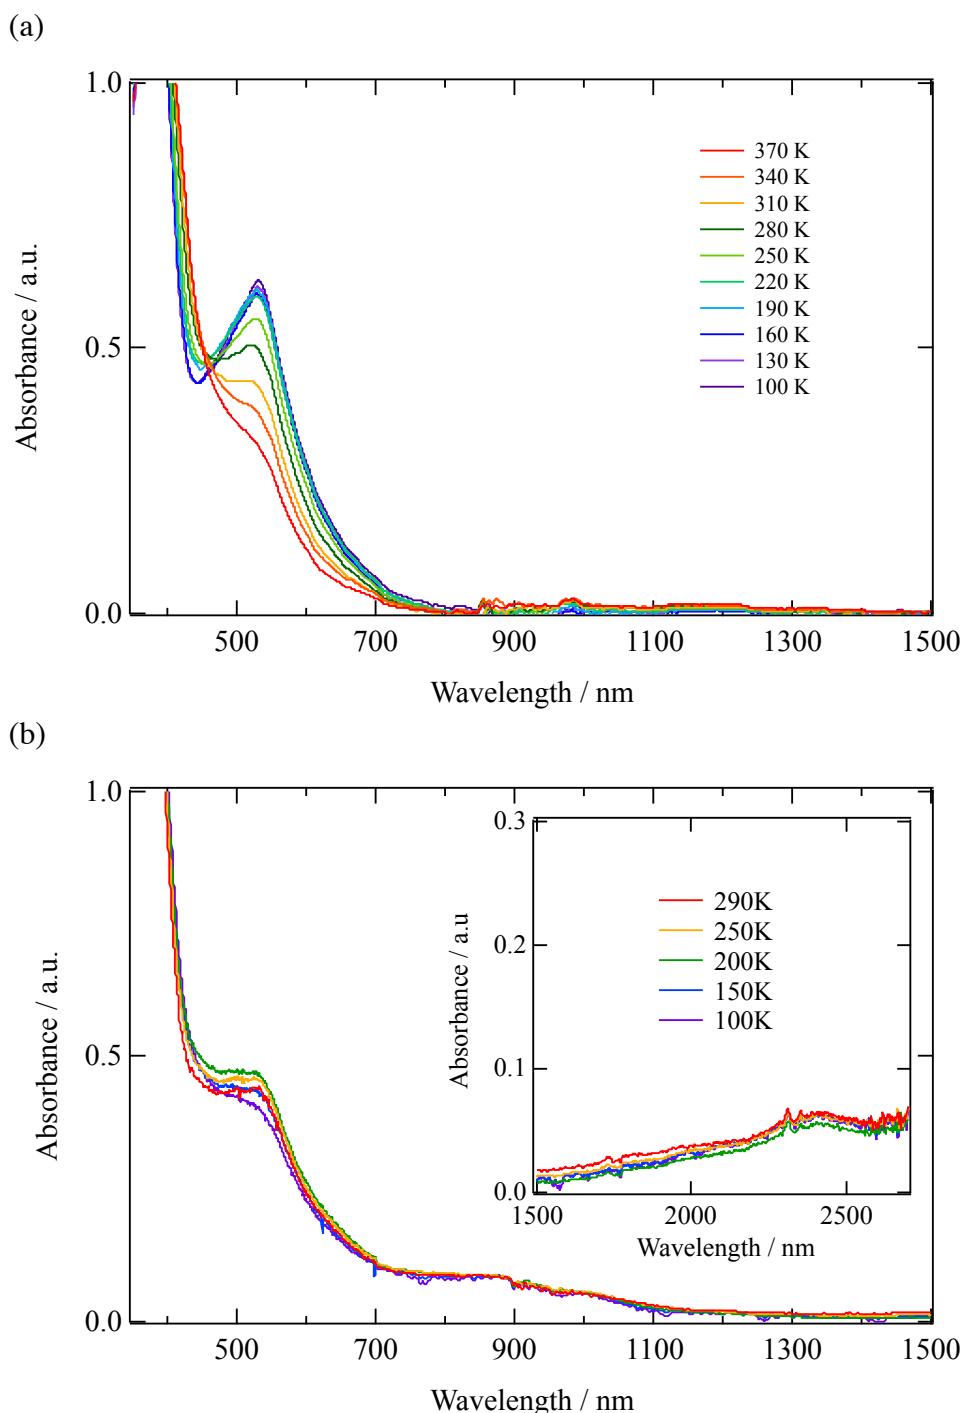 (a)
1.0
0.5
0.0
Absorbance / a.u.
370 K
340 K
310 K
280 K
250 K
220 K
190 K
160 K
130 K
100 K
500 700 900 1100 1300 1500
Wavelength / nm
(b)
1.0
0.5
0.0
Absorbance / a.u.
0.3
0.2
0.1
0.0
Absorbance / a.u
290K
250K
200K
150K
100K
1500 2000 2500
Wavelength / nm
500 700 900 1100 1300 1500
Wavelength / nm